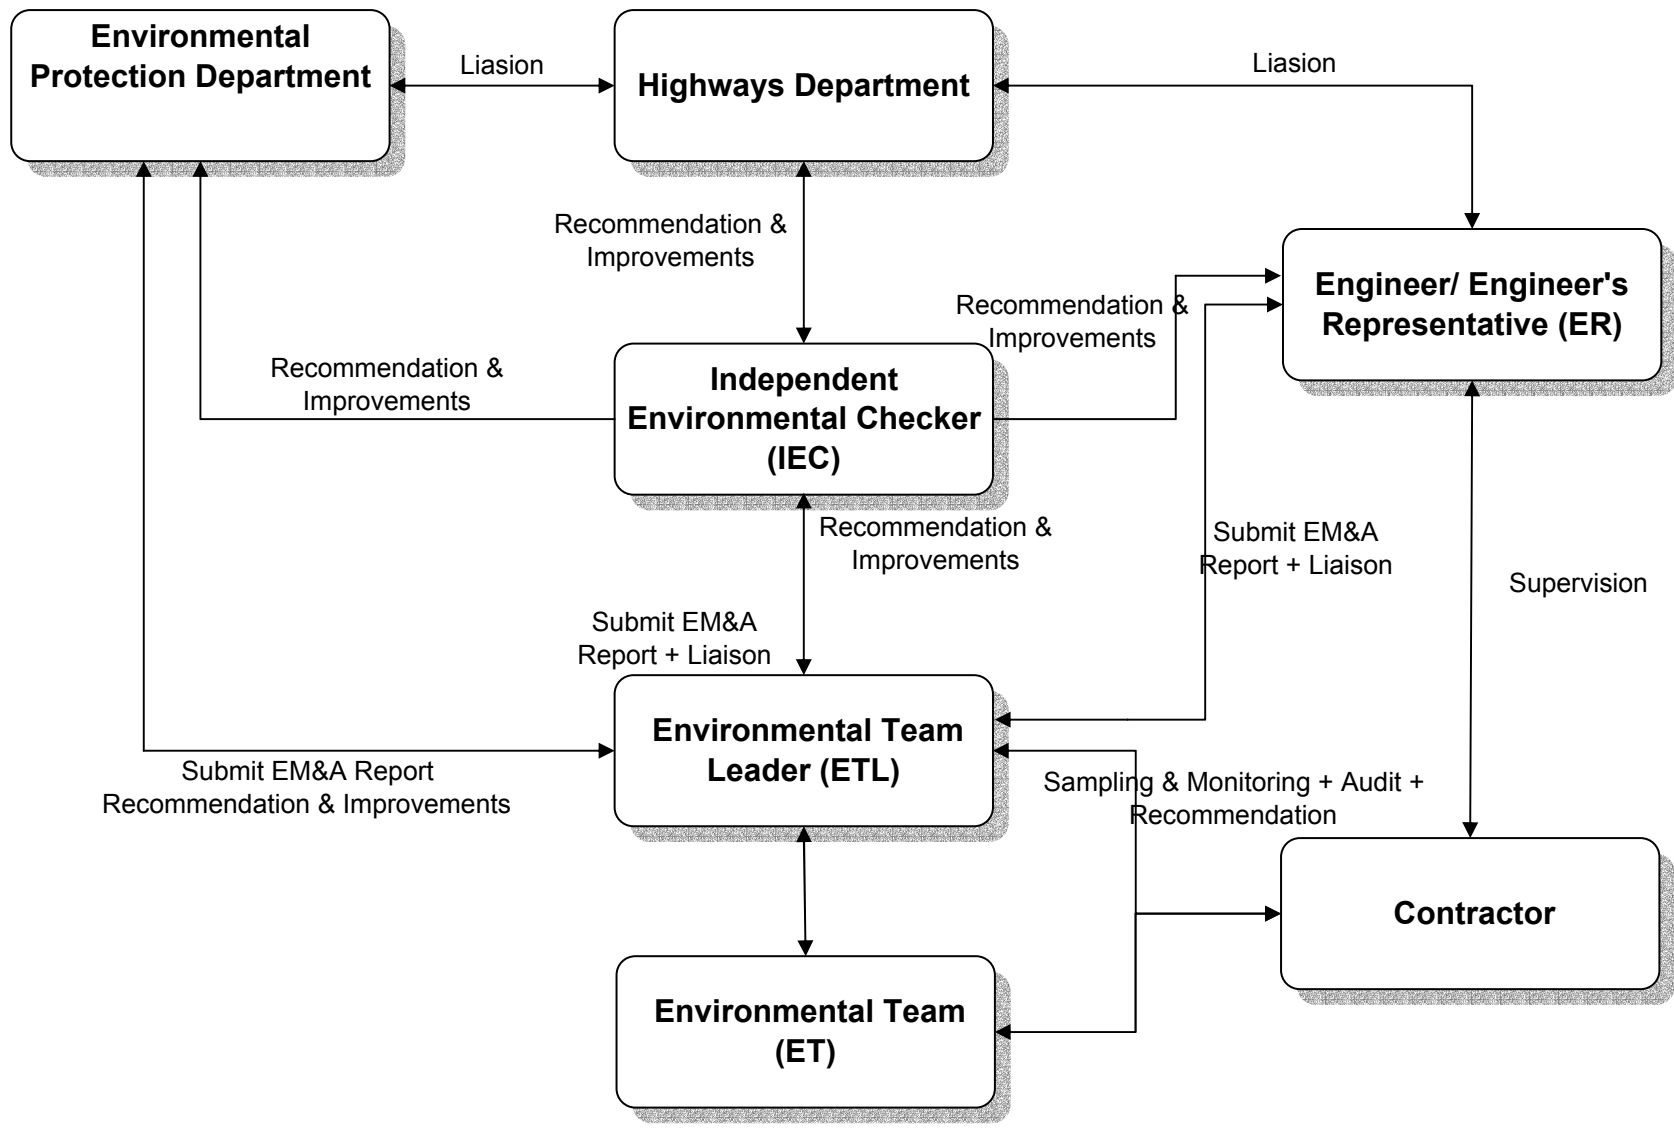 Environmental
Protection Department
Liasion
Highways Department
Liasion
Recommendation &
Improvements
Engineer/ Engineer's
Representative (ER)
Recommendation &
Improvements
Recommendation &
Improvements
Independent
Environmental Checker
(IEC)
Recommendation &
Improvements
Submit EM&A
Report + Liaison
Supervision
Submit EM&A
Report + Liaison
Environmental Team
Leader (ETL)
Submit EM&A Report
Recommendation & Improvements
Sampling & Monitoring + Audit +
Recommendation
Contractor
Environmental Team
(ET)